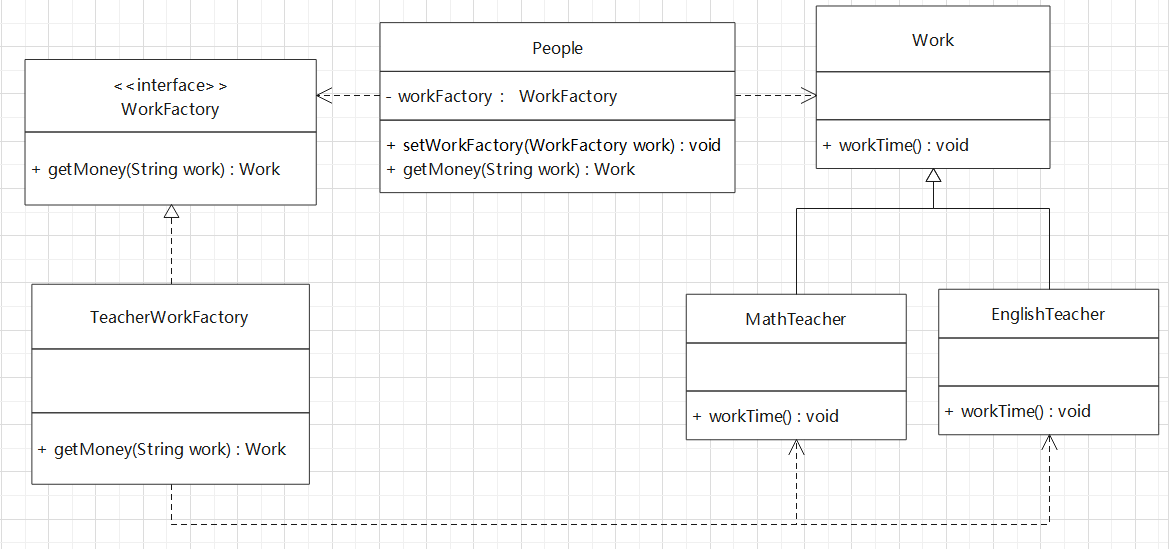 <<interface>>
WorkFactory
+ getMoney(String work) : Work
People
- workFactory : WorkFactory
+ setWorkFactory(WorkFactory work) : void
+ getMoney(String work) : Work
Work
+ workTime() : void
TeacherWorkFactory
+ getMoney(String work) : Work
MathTeacher
+ workTime() : void
EnglishTeacher
+ workTime() : void